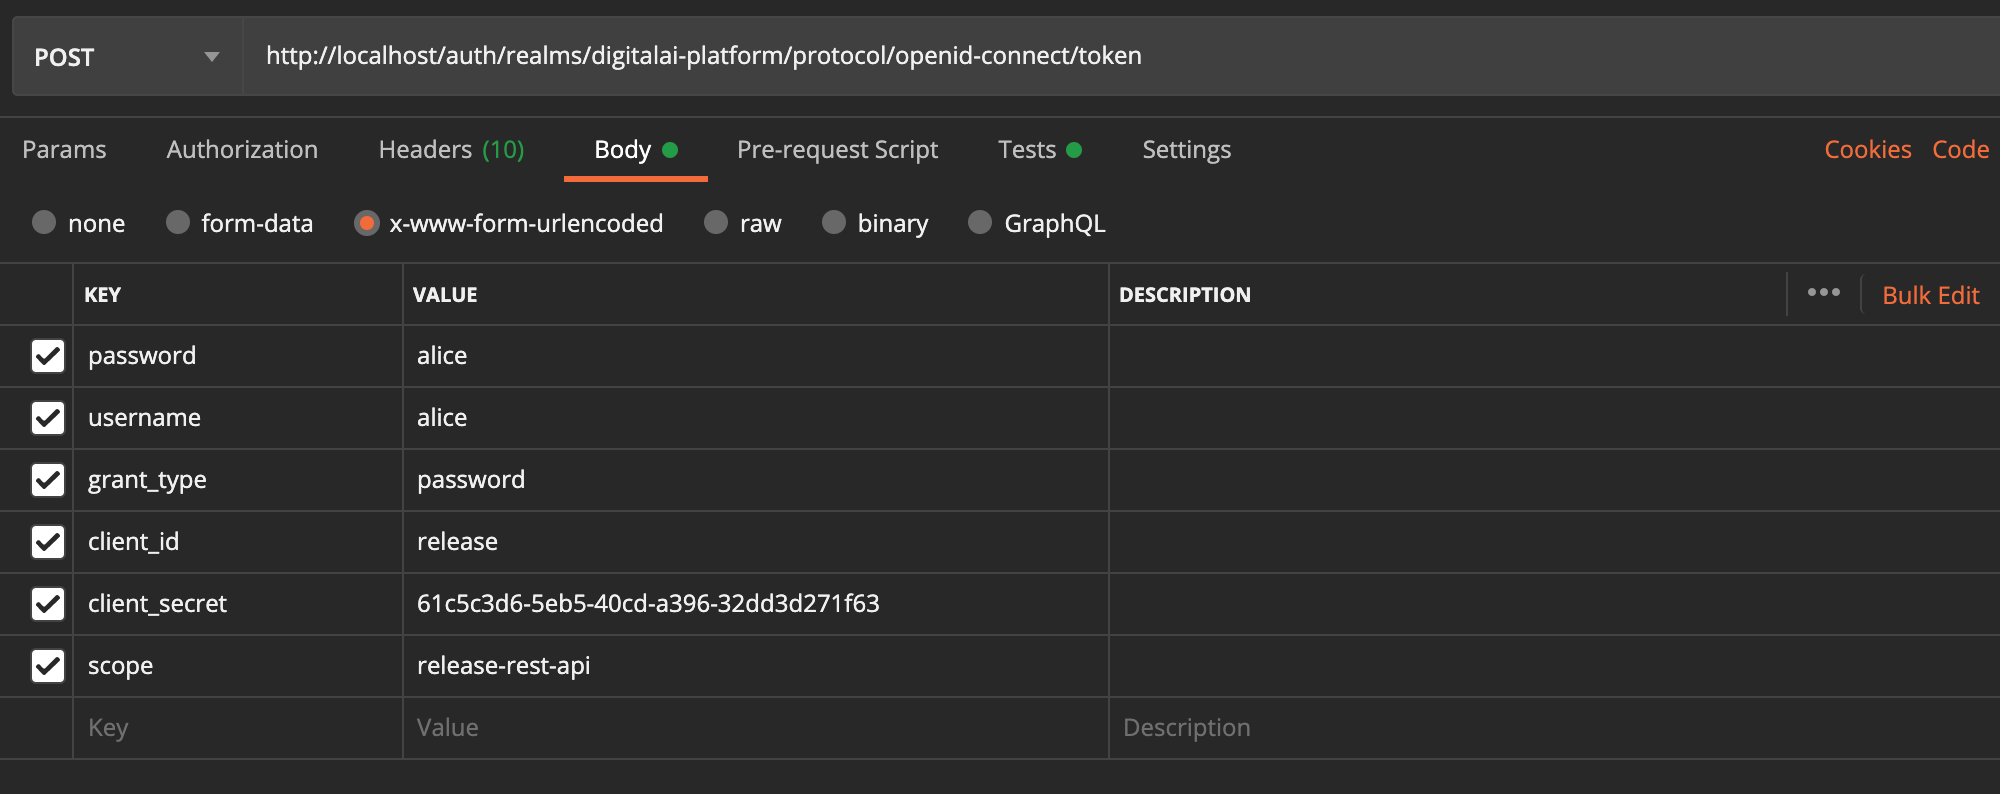 POST http://localhost/auth/realms/digitalai-platform/protocol/openid-connect/token
Params Authorization Headers (10) Body Pre-request Script Tests Settings Cookies Code
none form-data x-www-form-urlencoded raw binary GraphQL
KEY VALUE DESCRIPTION ••• Bulk Edit
password alice
username alice
grant_type password
client_id release
client_secret 61c5c3d6-5eb5-40cd-a396-32dd3d271f63
scope release-rest-api
Key Value Description